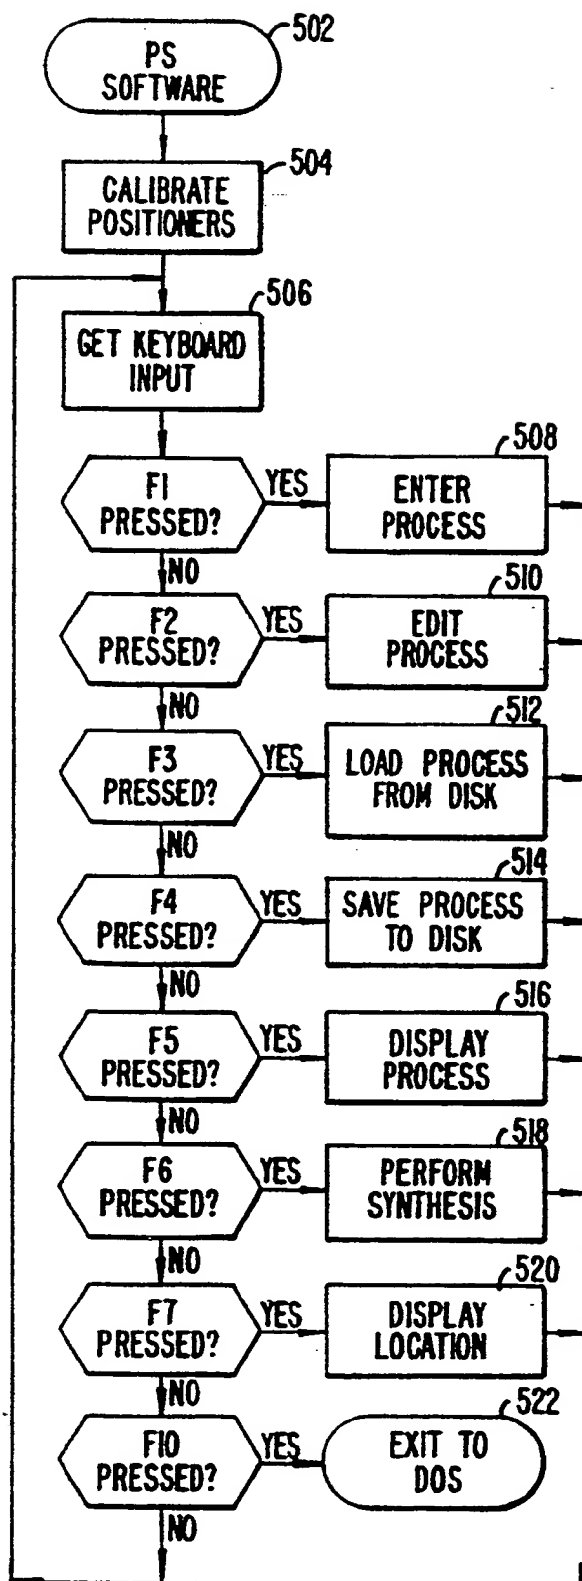 502
PS
SOFTWARE
504
CALIBRATE
POSITIONERS
506
GET KEYBOARD
INPUT
F1
PRESSED?
YES
508
ENTER
PROCESS
NO
F2
PRESSED?
YES
510
EDIT
PROCESS
NO
F3
PRESSED?
YES
512
LOAD PROCESS
FROM DISK
NO
F4
PRESSED?
YES
514
SAVE PROCESS
TO DISK
NO
F5
PRESSED?
YES
516
DISPLAY
PROCESS
NO
F6
PRESSED?
YES
518
PERFORM
SYNTHESIS
NO
F7
PRESSED?
YES
520
DISPLAY
LOCATION
NO
F10
PRESSED?
YES
522
EXIT TO
DOS
NO